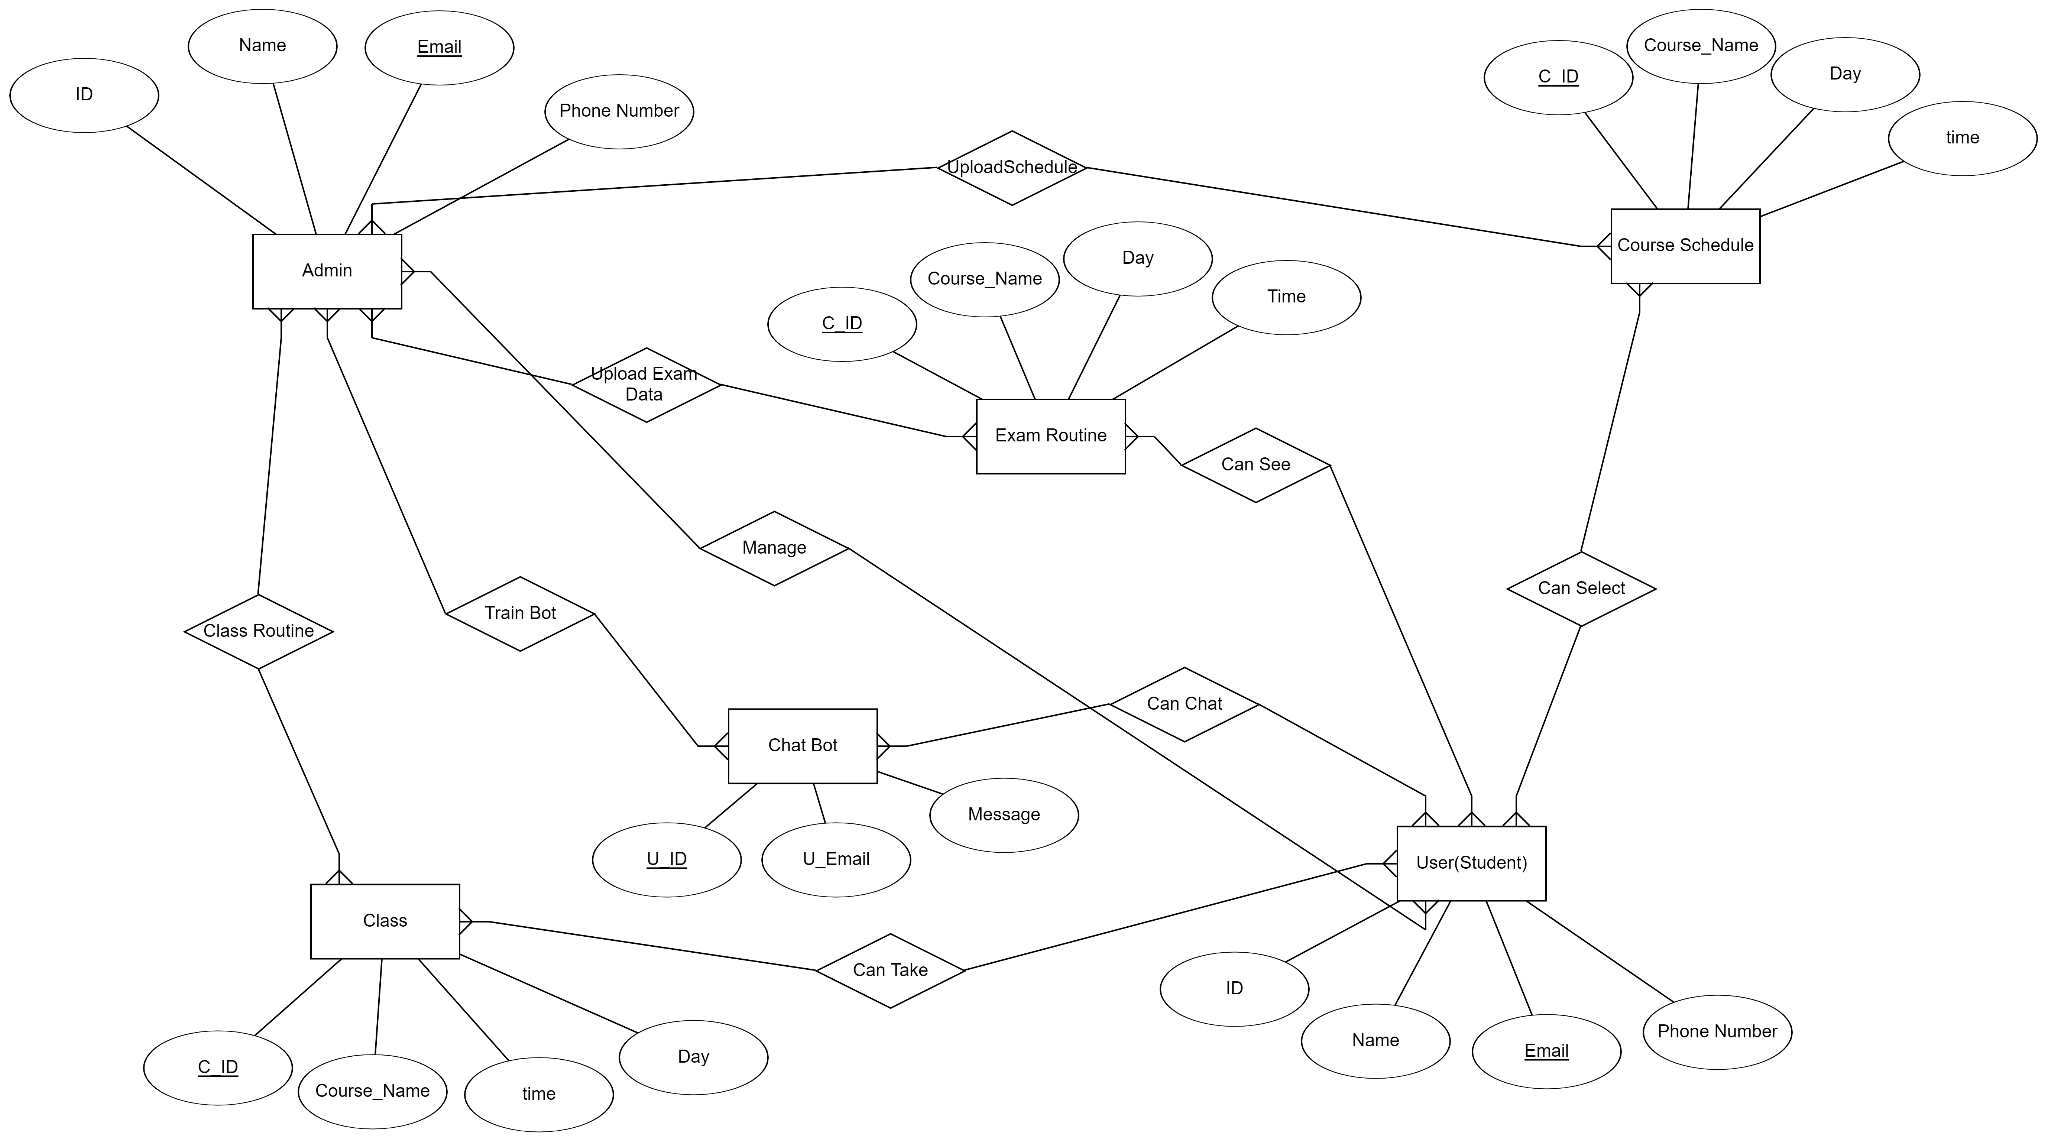 Name
Email
ID
Phone Number
C_ID
Course_Name
Day
time
UploadSchedule
Admin
Course Schedule
C_ID
Course_Name
Day
Time
Upload Exam
Data
Exam Routine
Can See
Manage
Can Select
Class Routine
Train Bot
Can Chat
Chat Bot
Message
U_ID
U_Email
User(Student)
Class
Can Take
ID
Name
Email
Phone Number
C_ID
Course_Name
time
Day